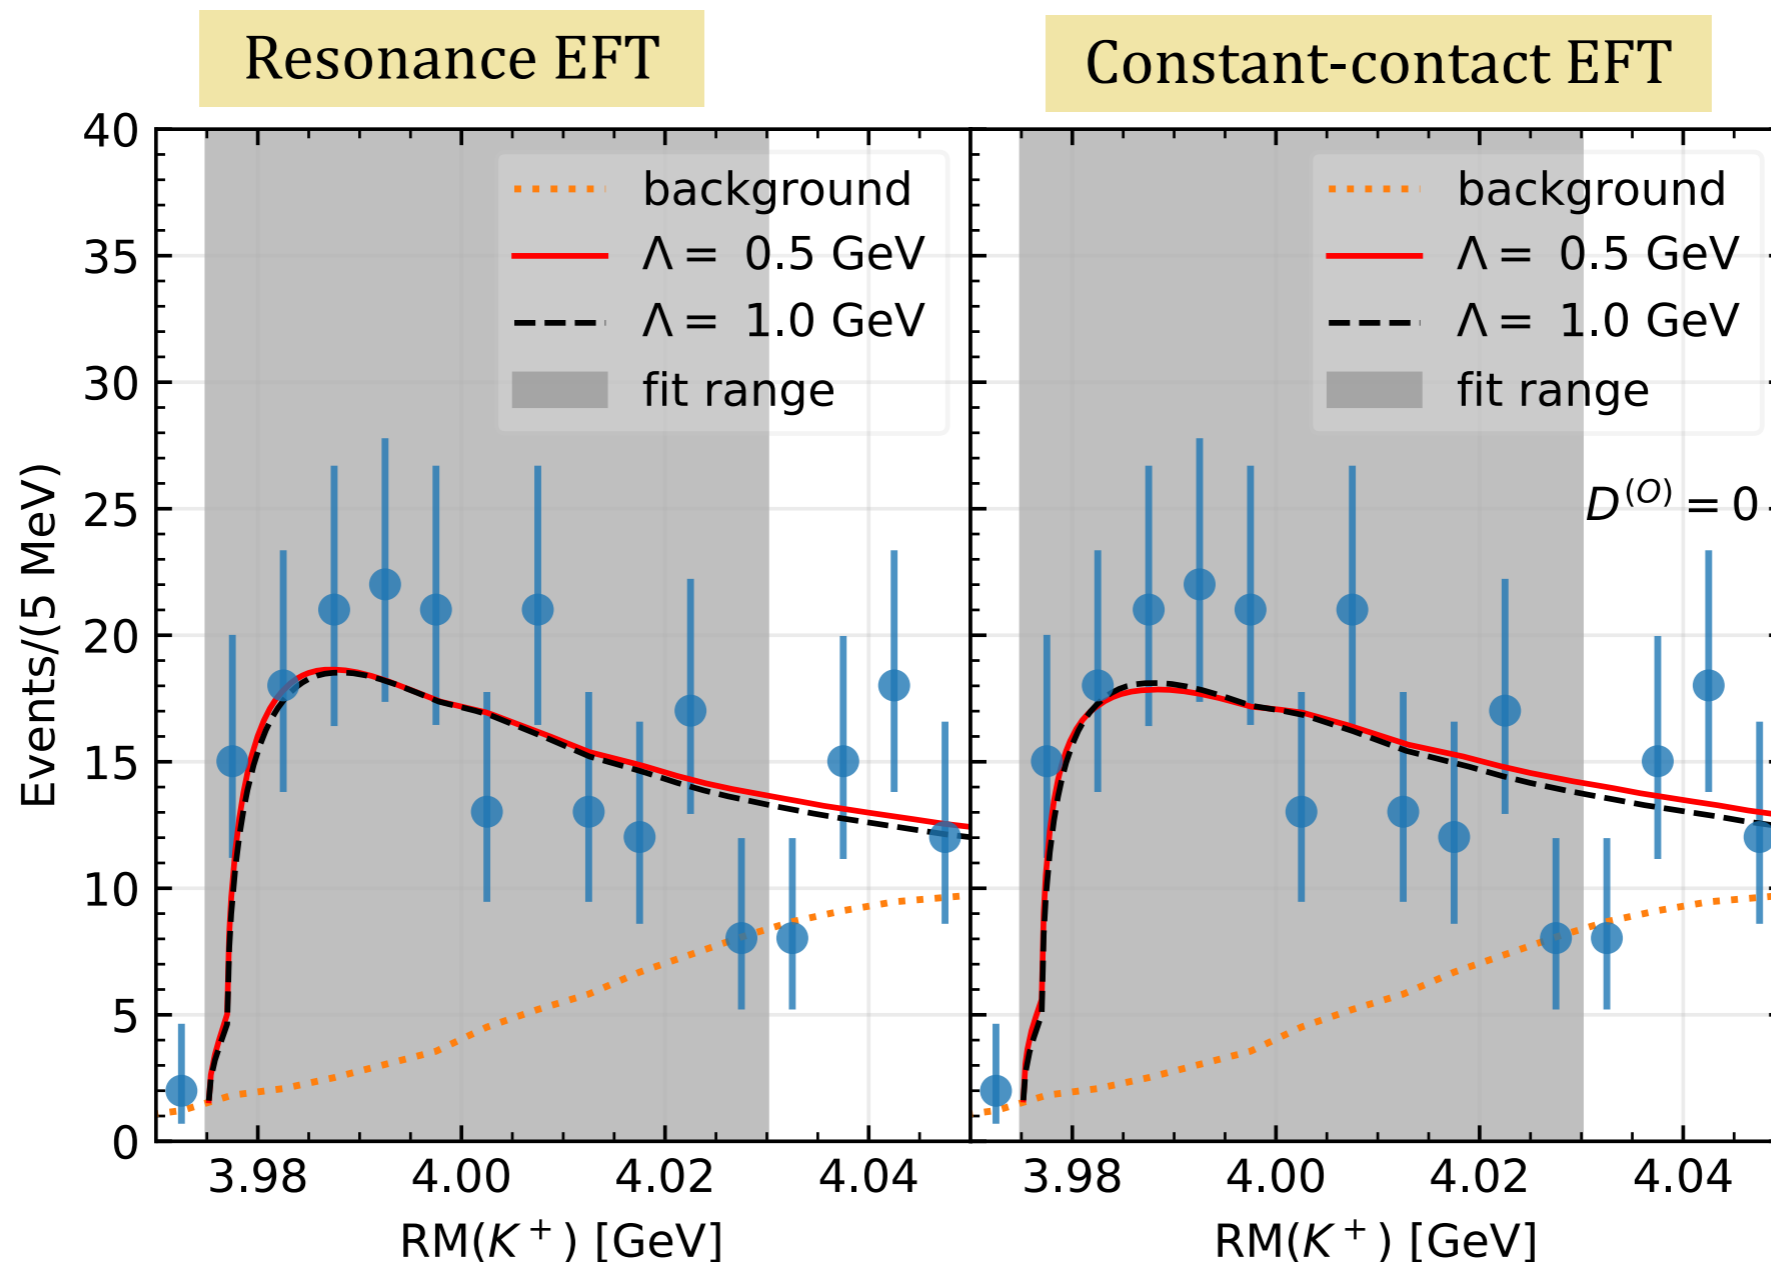 Resonance EFT
Constant-contact EFT
Events/(5 MeV)
40
35
30
25
20
15
10
5
0
background
Λ = 0.5 GeV
Λ = 1.0 GeV
fit range
3.98 4.00 4.02 4.04
RM(K⁺) [GeV]
background
Λ = 0.5 GeV
Λ = 1.0 GeV
fit range
D⁽ᴼ⁾ = 0
3.98 4.00 4.02 4.04
RM(K⁺) [GeV]